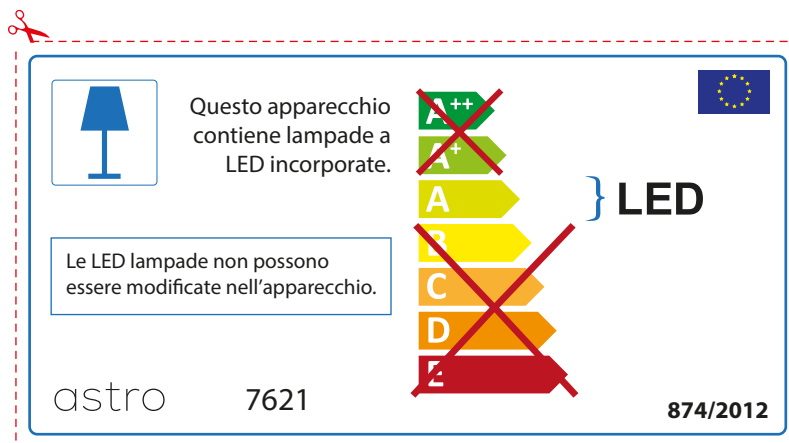 Questo apparecchio
contiene lampade a
LED incorporate.
Le LED lampade non possono
essere modificate nell'apparecchio.
A++
A+
A
B
C
D
E
LED
astro
7621
874/2012